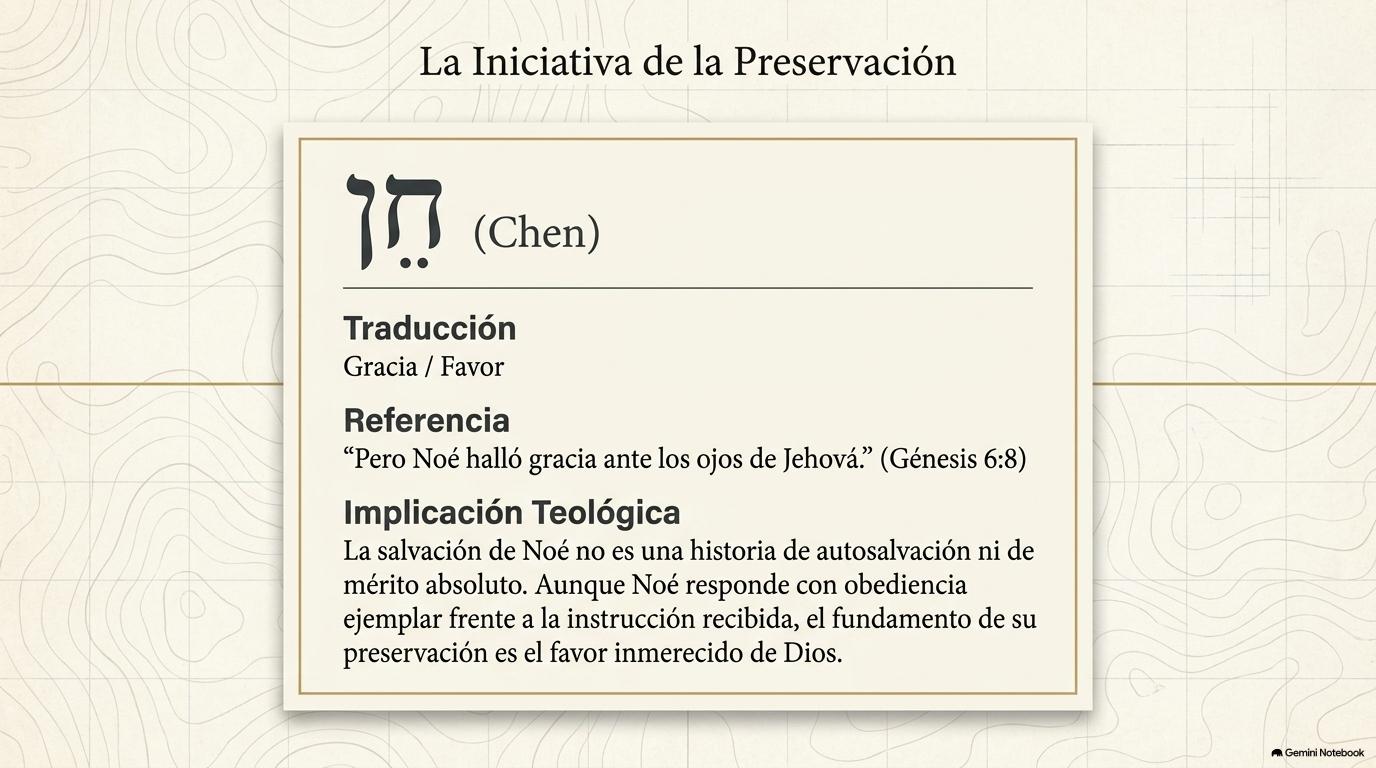 La Iniciativa de la Preservación
חֵן (Chen)
Traducción
Gracia / Favor
Referencia
“Pero Noé halló gracia ante los ojos de Jehová.” (Génesis 6:8)
Implicación Teológica
La salvación de Noé no es una historia de autosalvación ni de
mérito absoluto. Aunque Noé responde con obediencia
ejemplar frente a la instrucción recibida, el fundamento de su
preservación es el favor inmerecido de Dios.
Gemini Notebook